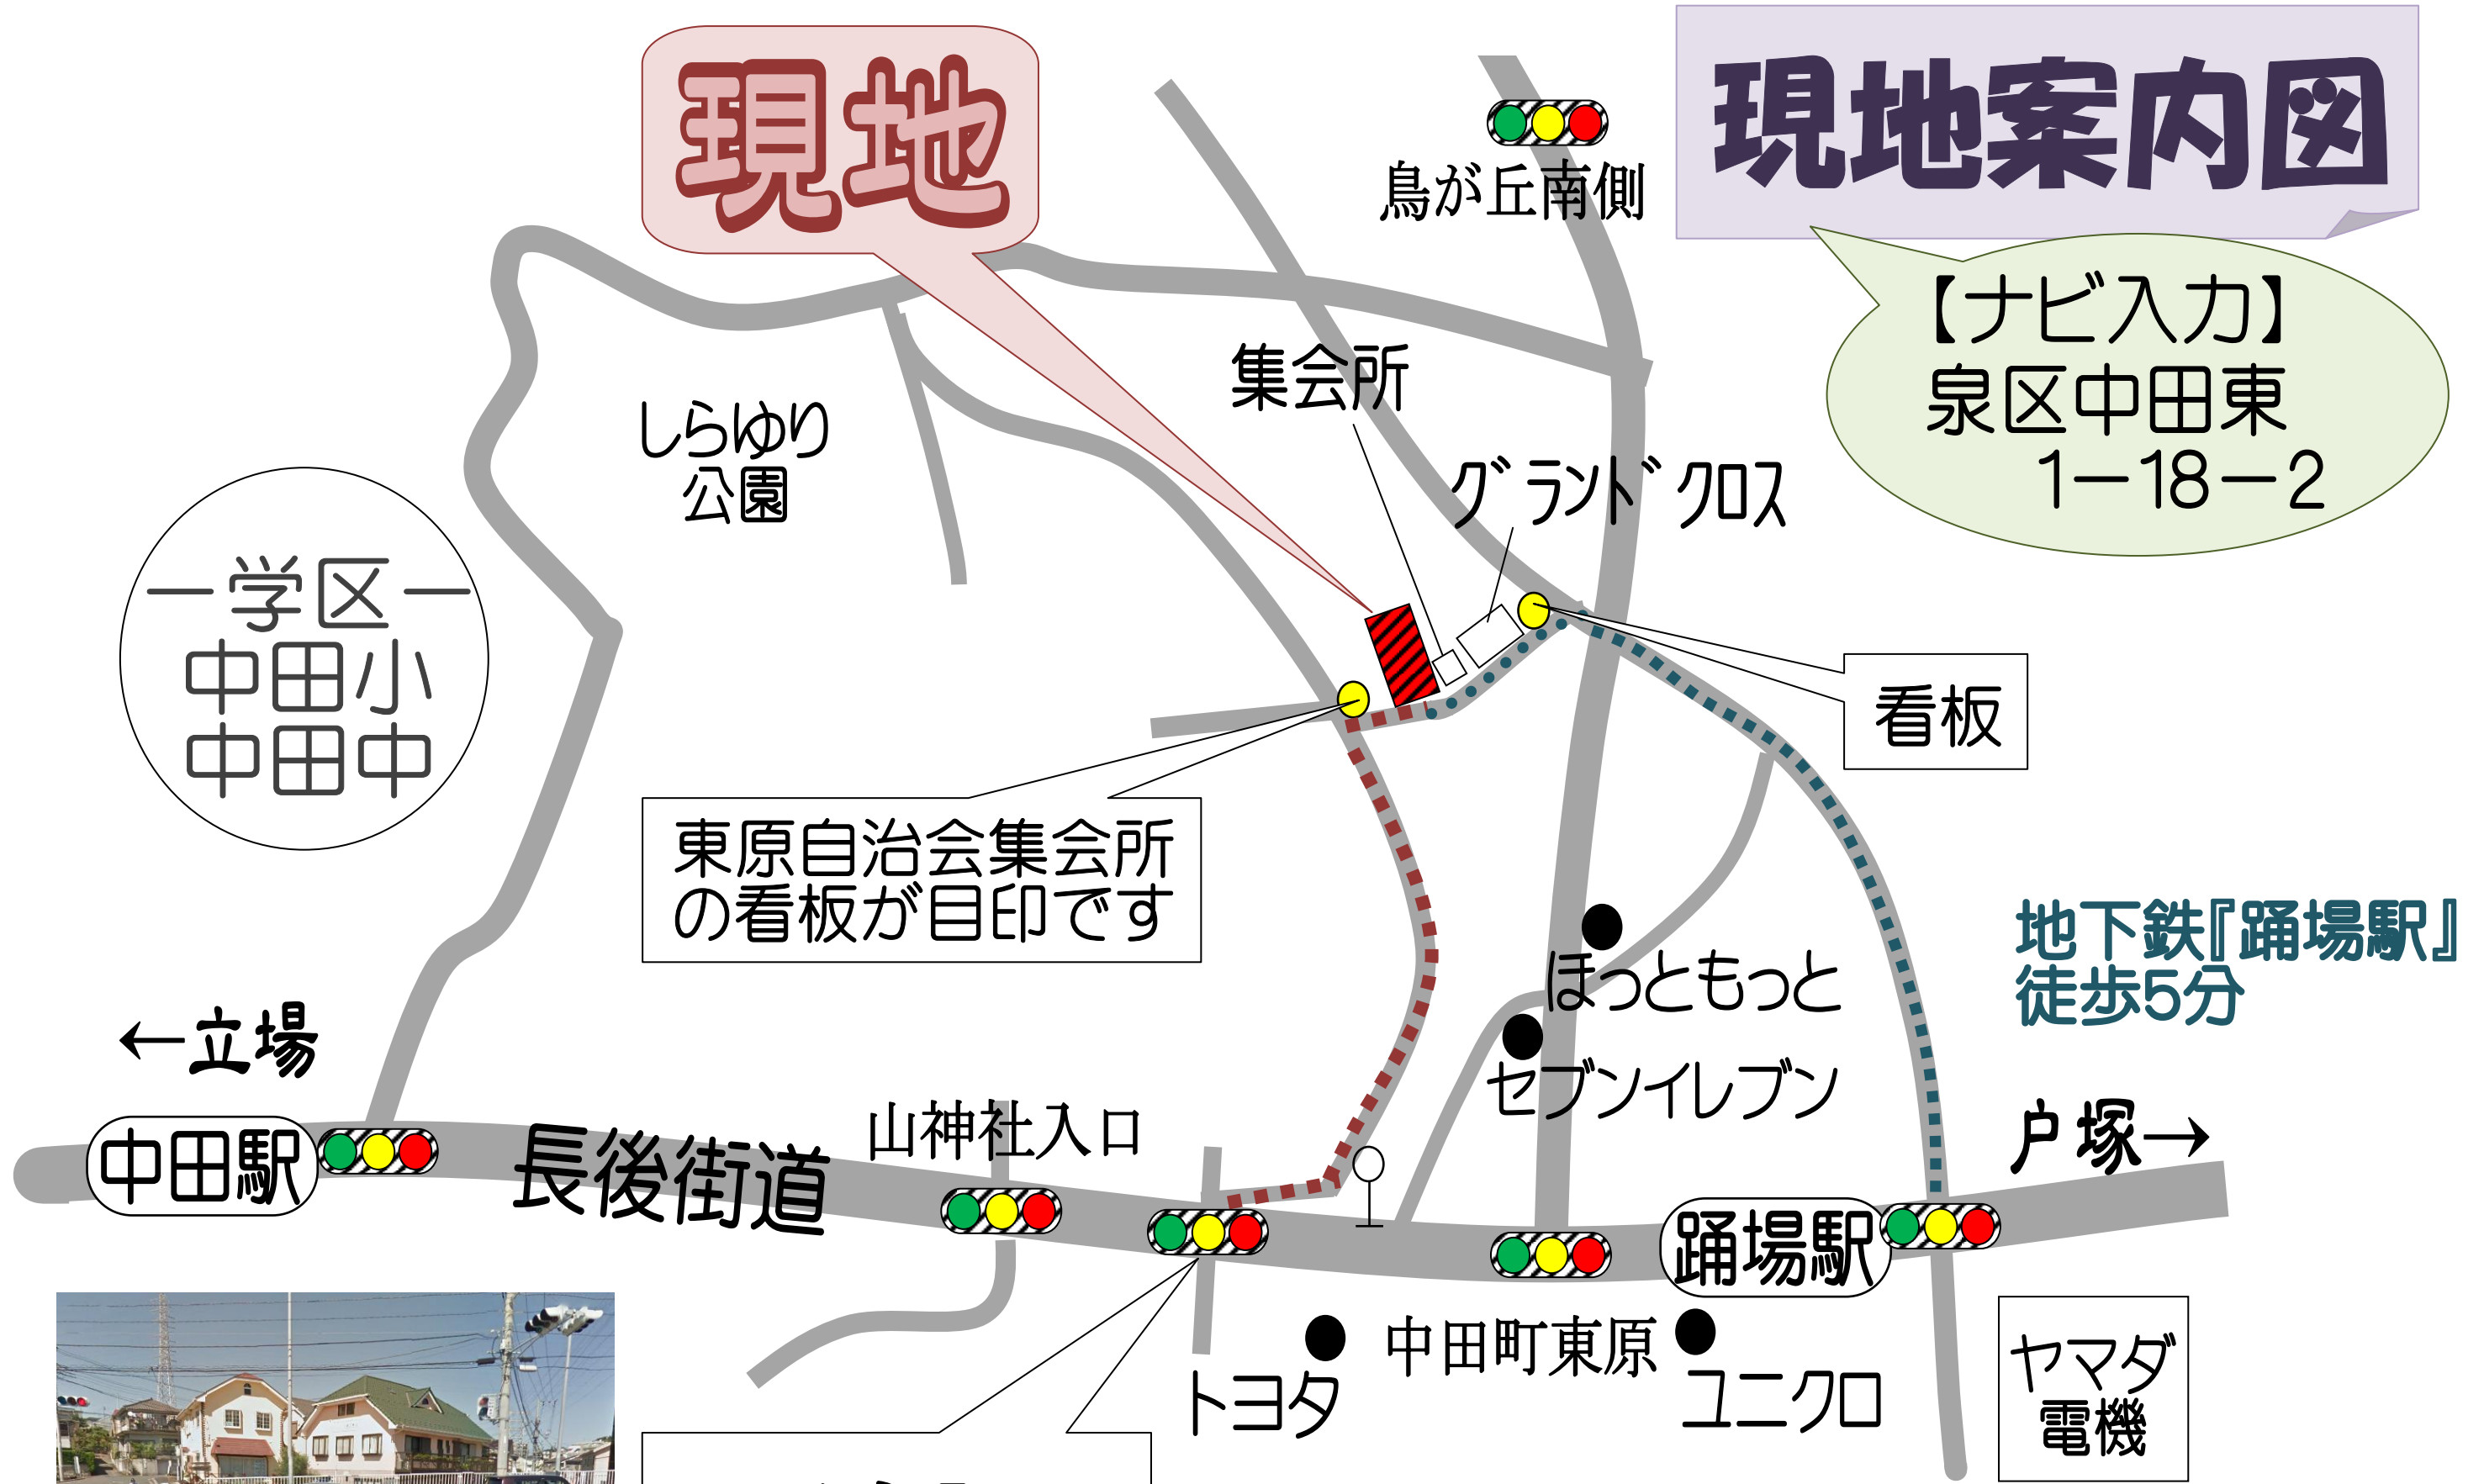 現地
現地案内図
鳥が丘南側
【ナビ入力】
泉区中田東
1－18－2
集会所
しらゆり
公園
グランドクロス
―学区―
中田小
中田中
看板
東原自治会集会所
の看板が目印です
地下鉄『踊場駅』
徒歩5分
ほっともっと
セブンイレブン
←立場
戸塚→
中田駅
長後街道
山神社入口
踊場駅
中田町東原
トヨタ
ユニクロ
ヤマダ
電機